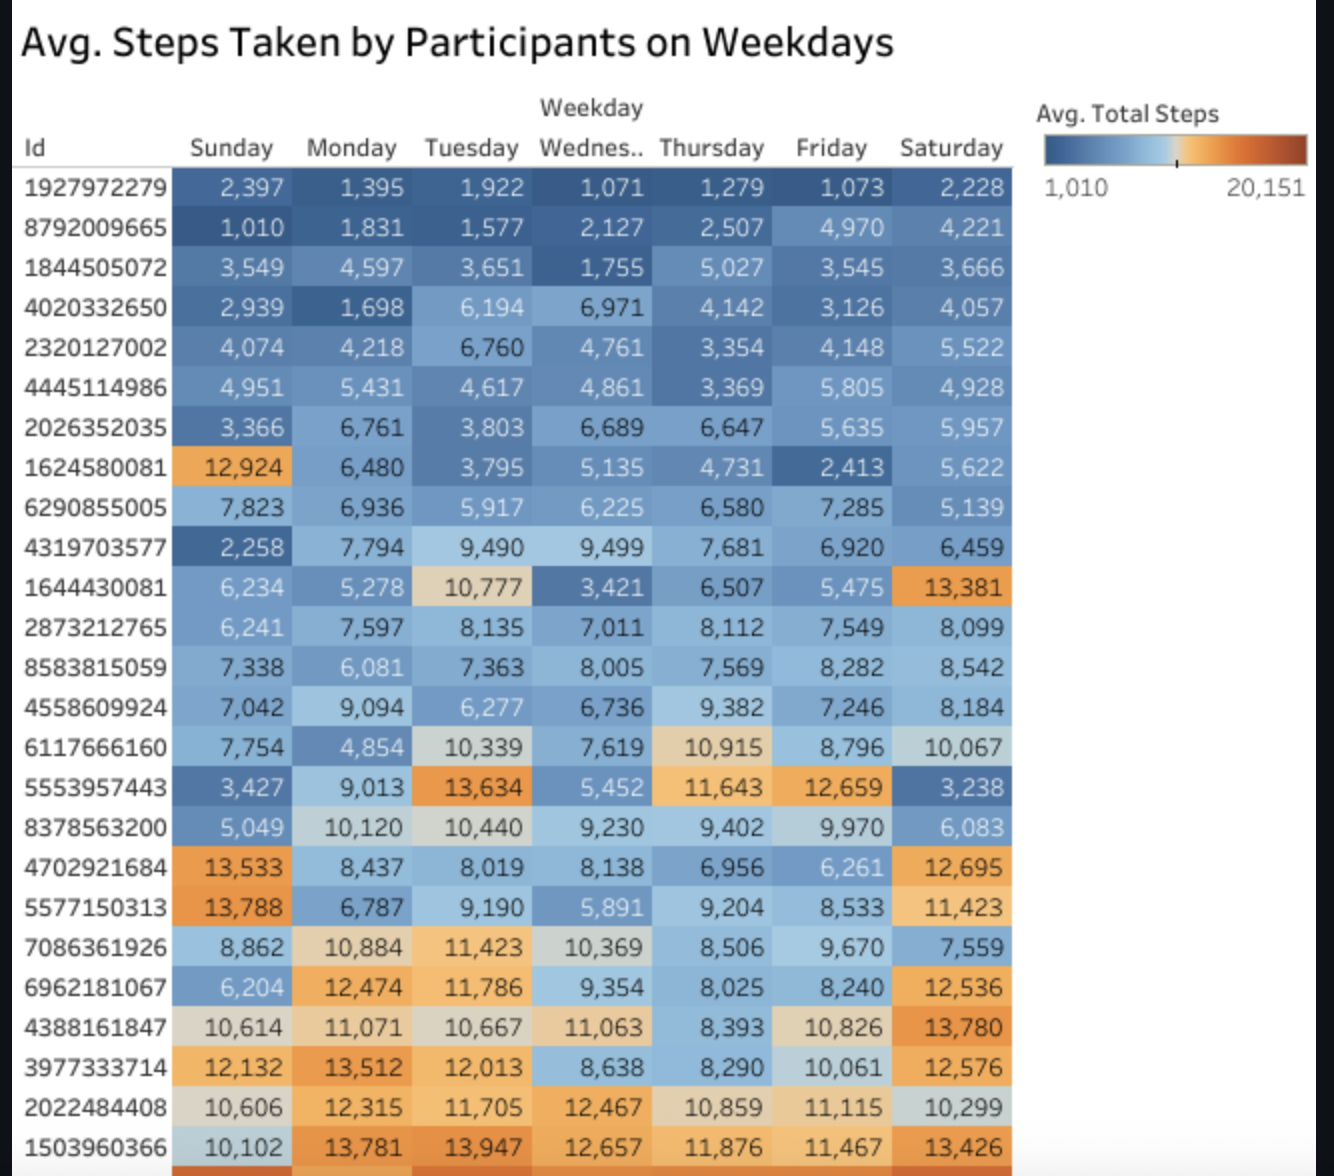 Avg. Steps Taken by Participants on Weekdays
Weekday
Avg. Total Steps
Id Sunday Monday Tuesday Wednes.. Thursday Friday Saturday
1,010 20,151
1927972279 2,397 1,395 1,922 1,071 1,279 1,073 2,228
8792009665 1,010 1,831 1,577 2,127 2,507 4,970 4,221
1844505072 3,549 4,597 3,651 1,755 5,027 3,545 3,666
4020332650 2,939 1,698 6,194 6,971 4,142 3,126 4,057
2320127002 4,074 4,218 6,760 4,761 3,354 4,148 5,522
4445114986 4,951 5,431 4,617 4,861 3,369 5,805 4,928
2026352035 3,366 6,761 3,803 6,689 6,647 5,635 5,957
1624580081 12,924 6,480 3,795 5,135 4,731 2,413 5,622
6290855005 7,823 6,936 5,917 6,225 6,580 7,285 5,139
4319703577 2,258 7,794 9,490 9,499 7,681 6,920 6,459
1644430081 6,234 5,278 10,777 3,421 6,507 5,475 13,381
2873212765 6,241 7,597 8,135 7,011 8,112 7,549 8,099
8583815059 7,338 6,081 7,363 8,005 7,569 8,282 8,542
4558609924 7,042 9,094 6,277 6,736 9,382 7,246 8,184
6117666160 7,754 4,854 10,339 7,619 10,915 8,796 10,067
5553957443 3,427 9,013 13,634 5,452 11,643 12,659 3,238
8378563200 5,049 10,120 10,440 9,230 9,402 9,970 6,083
4702921684 13,533 8,437 8,019 8,138 6,956 6,261 12,695
5577150313 13,788 6,787 9,190 5,891 9,204 8,533 11,423
7086361926 8,862 10,884 11,423 10,369 8,506 9,670 7,559
6962181067 6,204 12,474 11,786 9,354 8,025 8,240 12,536
4388161847 10,614 11,071 10,667 11,063 8,393 10,826 13,780
3977333714 12,132 13,512 12,013 8,638 8,290 10,061 12,576
2022484408 10,606 12,315 11,705 12,467 10,859 11,115 10,299
1503960366 10,102 13,781 13,947 12,657 11,876 11,467 13,426